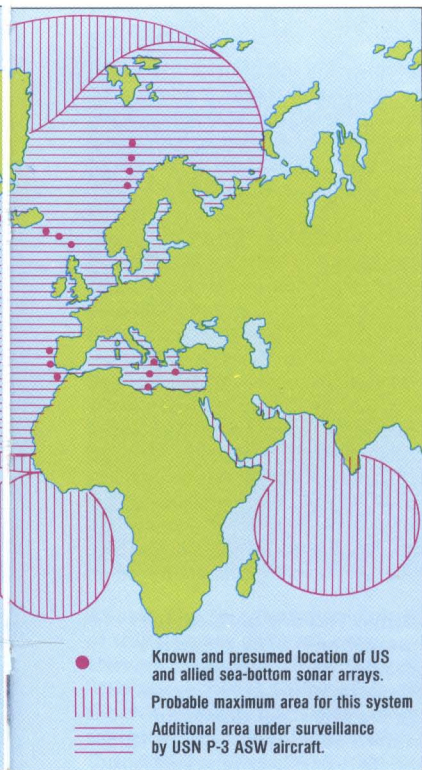 Known and presumed location of US
and allied sea-bottom sonar arrays.
Probable maximum area for this system
Additional area under surveillance
by USN P-3 ASW aircraft.